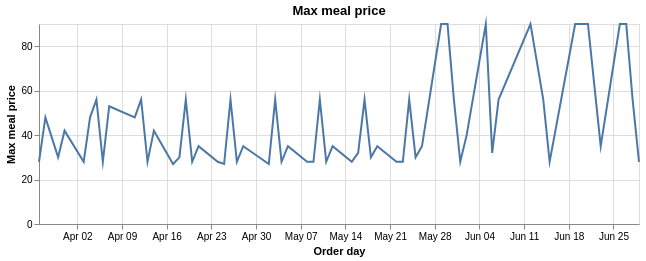 Max meal price
80
60
40
20
0
Max meal price
Apr 02 Apr 09 Apr 16 Apr 23 Apr 30 May 07 May 14 May 21 May 28 Jun 04 Jun 11 Jun 18 Jun 25
Order day